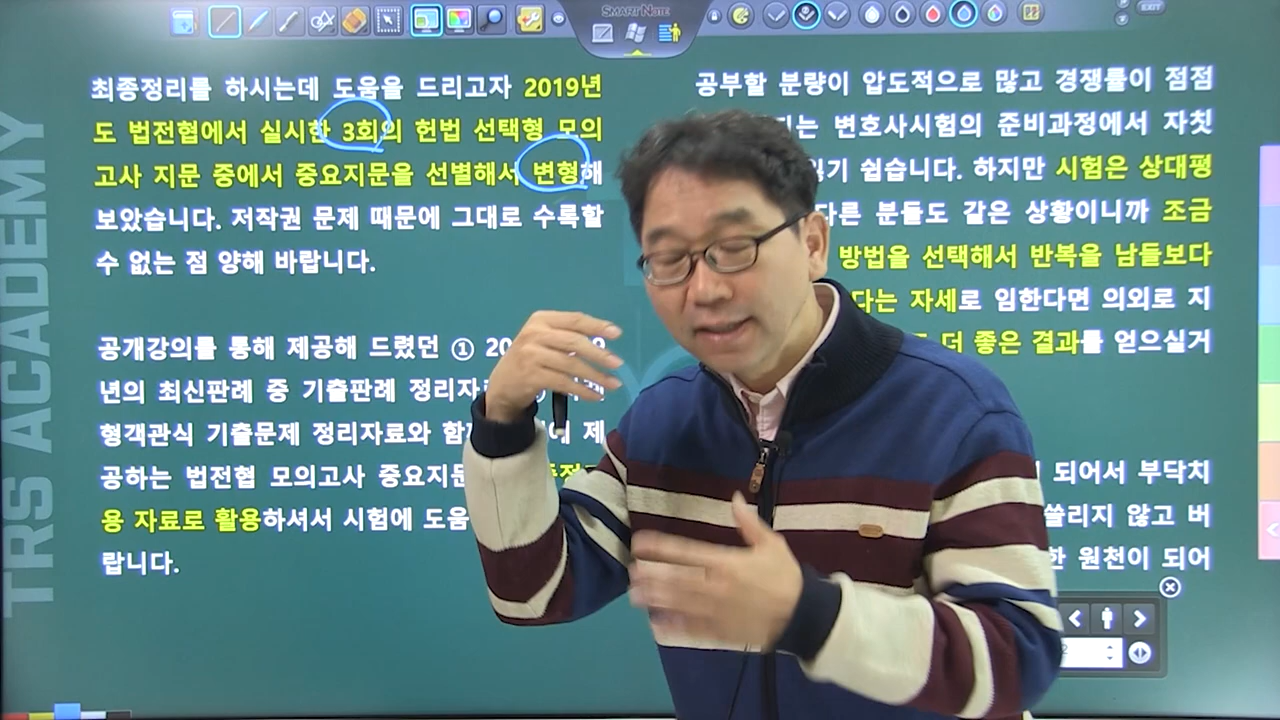 SMART NOTE
EXIT
TRS ACADEMY
최종정리를 하시는데 도움을 드리고자 2019년
도 법전협에서 실시한 3회의 헌법 선택형 모의
고사 지문 중에서 중요지문을 선별해서 변형해
보았습니다. 저작권 문제 때문에 그대로 수록할
수 없는 점 양해 바랍니다.
공개강의를 통해 제공해 드렸던 ① 20
년의 최신판례 중 기출판례 정리자
형객관식 기출문제 정리자료와 함 제
공하는 법전협 모의고사 중요지문
용 자료로 활용하셔서 시험에 도움
랍니다.
공부할 분량이 압도적으로 많고 경쟁률이 점점
는 변호사시험의 준비과정에서 자칫
쉽습니다. 하지만 시험은 상대평
다른 분들도 같은 상황이니까 조금
방법을 선택해서 반복을 남들보다
다는 자세로 임한다면 의외로 지
더 좋은 결과를 얻으실거
되어서 부닥치
쓸리지 않고 버
한 원천이 되어